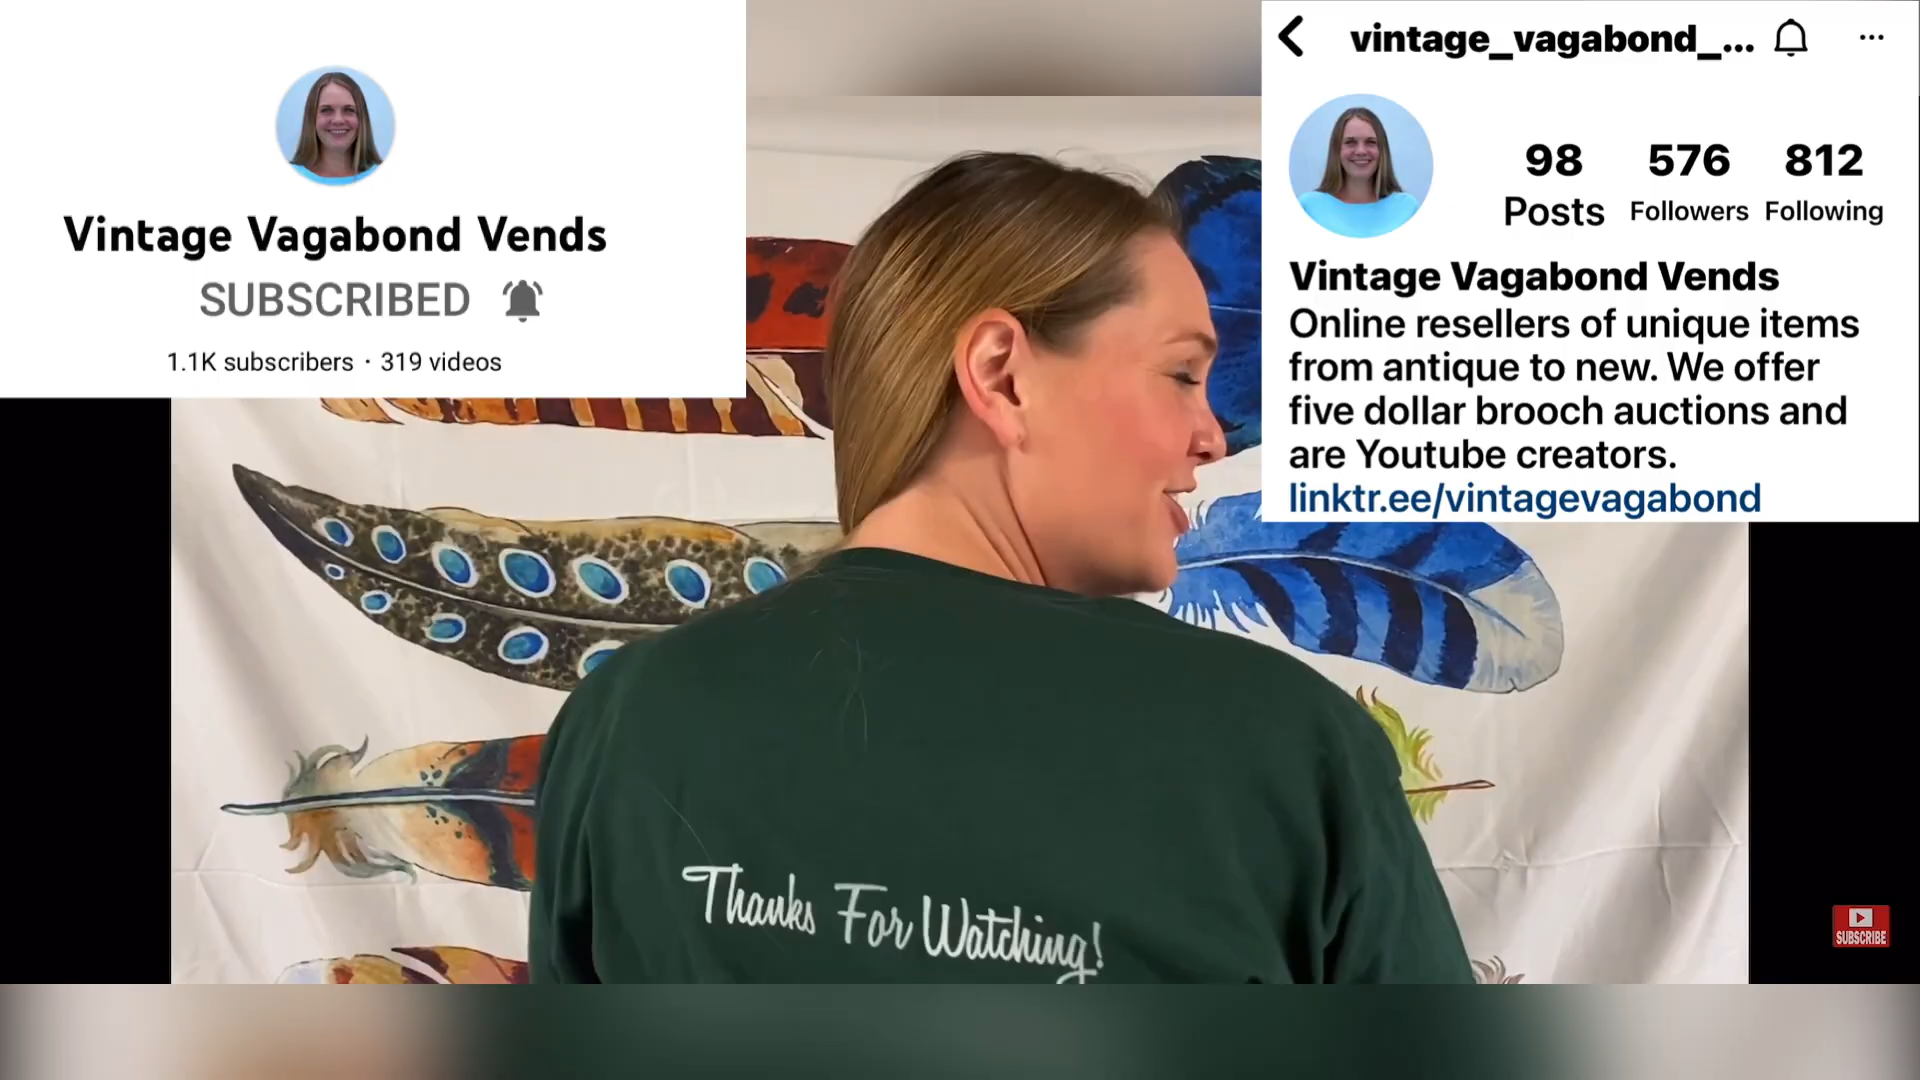 Vintage Vagabond Vends
SUBSCRIBED
1.1K subscribers · 319 videos
vintage_vagabond_...
98 576 812
Posts Followers Following
Vintage Vagabond Vends
Online resellers of unique items
from antique to new. We offer
five dollar brooch auctions and
are Youtube creators.
linktr.ee/vintagevagabond
Thanks For Watching!
SUBSCRIBE